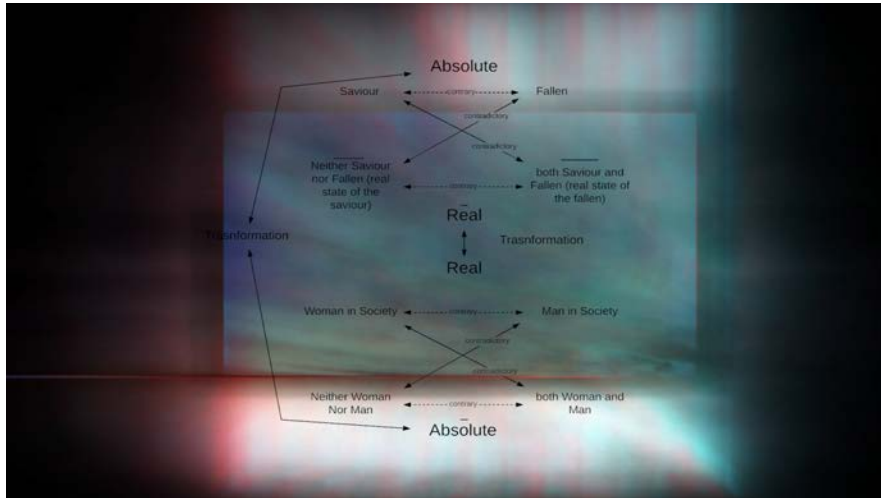 Absolute
Saviour
contrary
Fallen
contradictory
contradictory
Neither Saviour
nor Fallen (real
state of the
saviour)
contrary
both Saviour and
Fallen (real state of
the fallen)
Real
Trasnformation
Trasnformation
Real
Woman in Society
contrary
Man in Society
contradictory
contradictory
Neither Woman
Nor Man
contrary
both Woman and
Man
Absolute